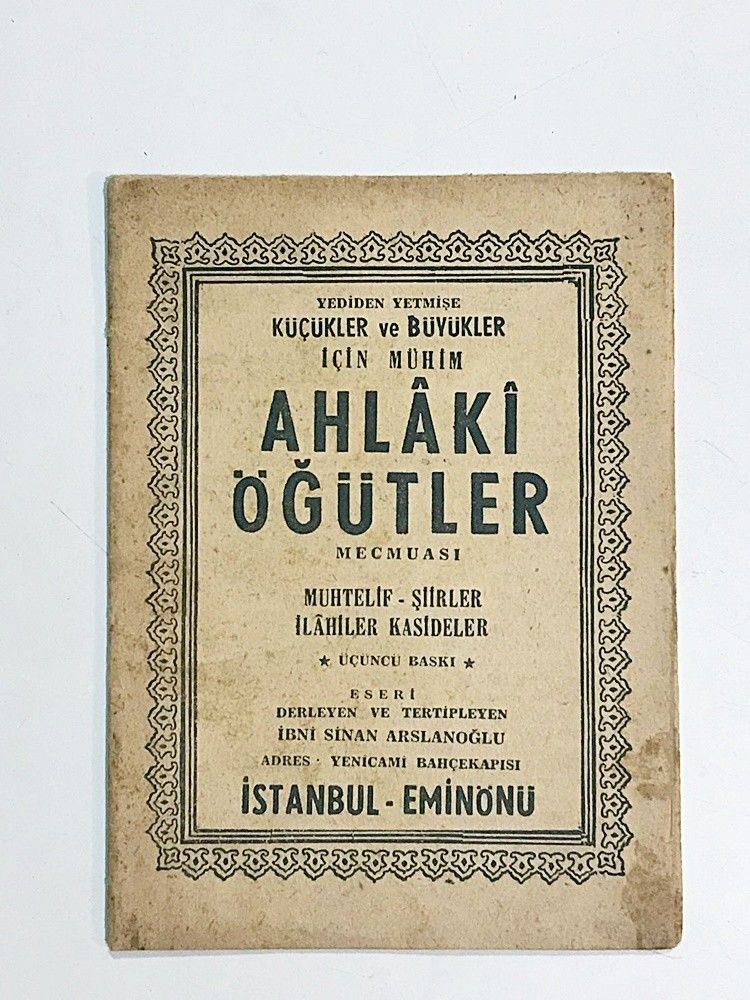 YEDİDEN YETMİŞE
KÜÇÜKLER ve BÜYÜKLER
İÇİN MÜHİM
AHLÂKÎ
ÖĞÜTLER
MECMUASI
MUHTELİF - ŞİİRLER
İLÂHİLER KASİDELER
★ ÜÇÜNCÜ BASKI ★
ESERİ
DERLEYEN VE TERTİPLEYEN
İBNİ SİNAN ARSLANOĞLU
ADRES · YENİCAMİ BAHÇEKAPISI
İSTANBUL - EMİNÖNÜ